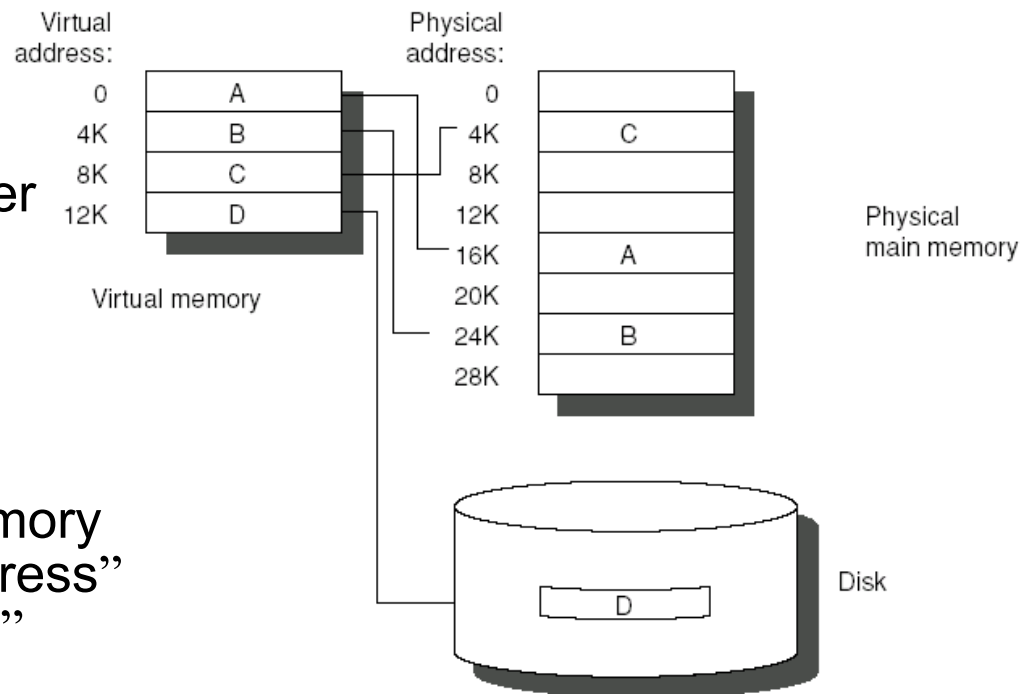 Virtual
address:
0
4K
8K
12K
A
B
C
D
Virtual memory
Physical
address:
0
4K
8K
12K
16K
20K
24K
28K
C
A
B
Physical
main memory
D
Disk
er
mory
ress”
”